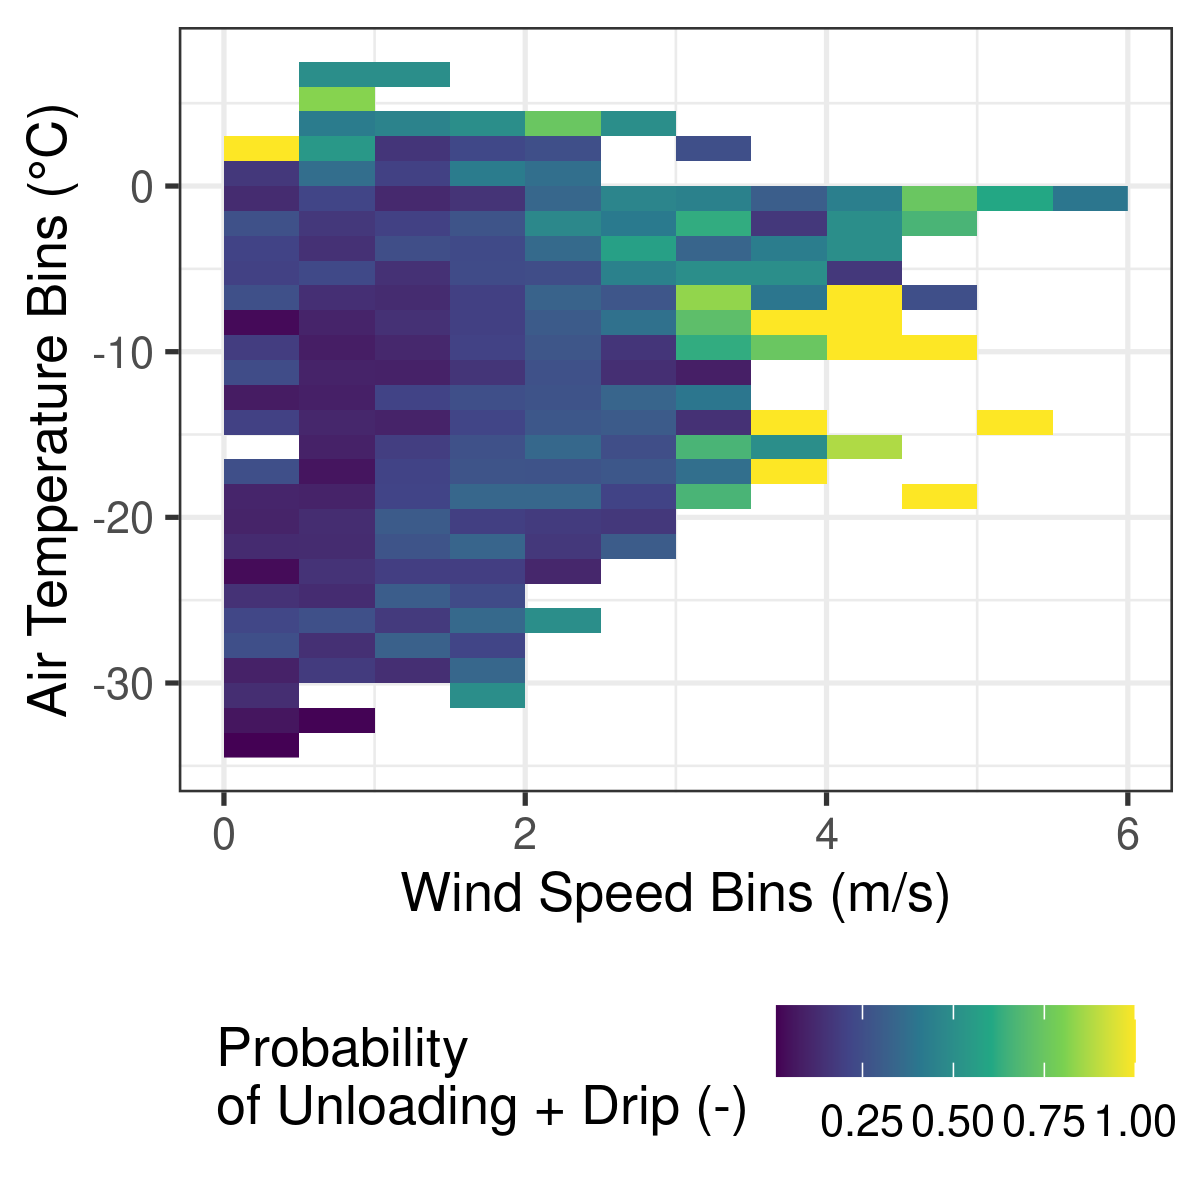 Air Temperature Bins (°C)
0
-10
-20
-30
0 2 4 6
Wind Speed Bins (m/s)
Probability
of Unloading + Drip (-)
0.25 0.50 0.75 1.00